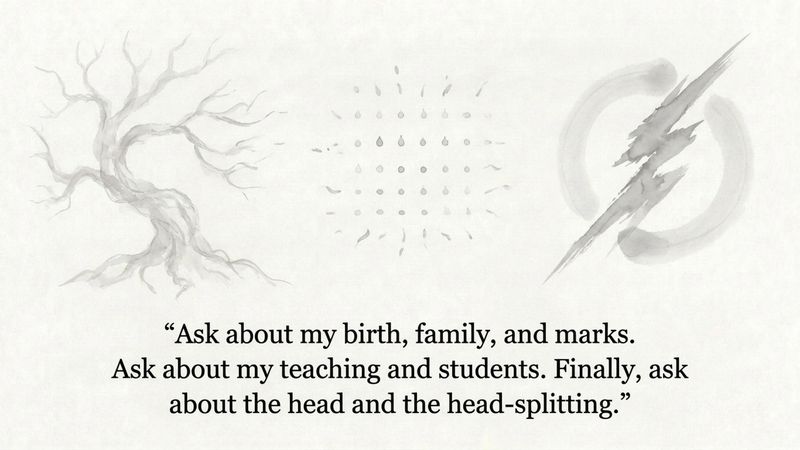 “Ask about my birth, family, and marks.
Ask about my teaching and students. Finally, ask
about the head and the head-splitting.”